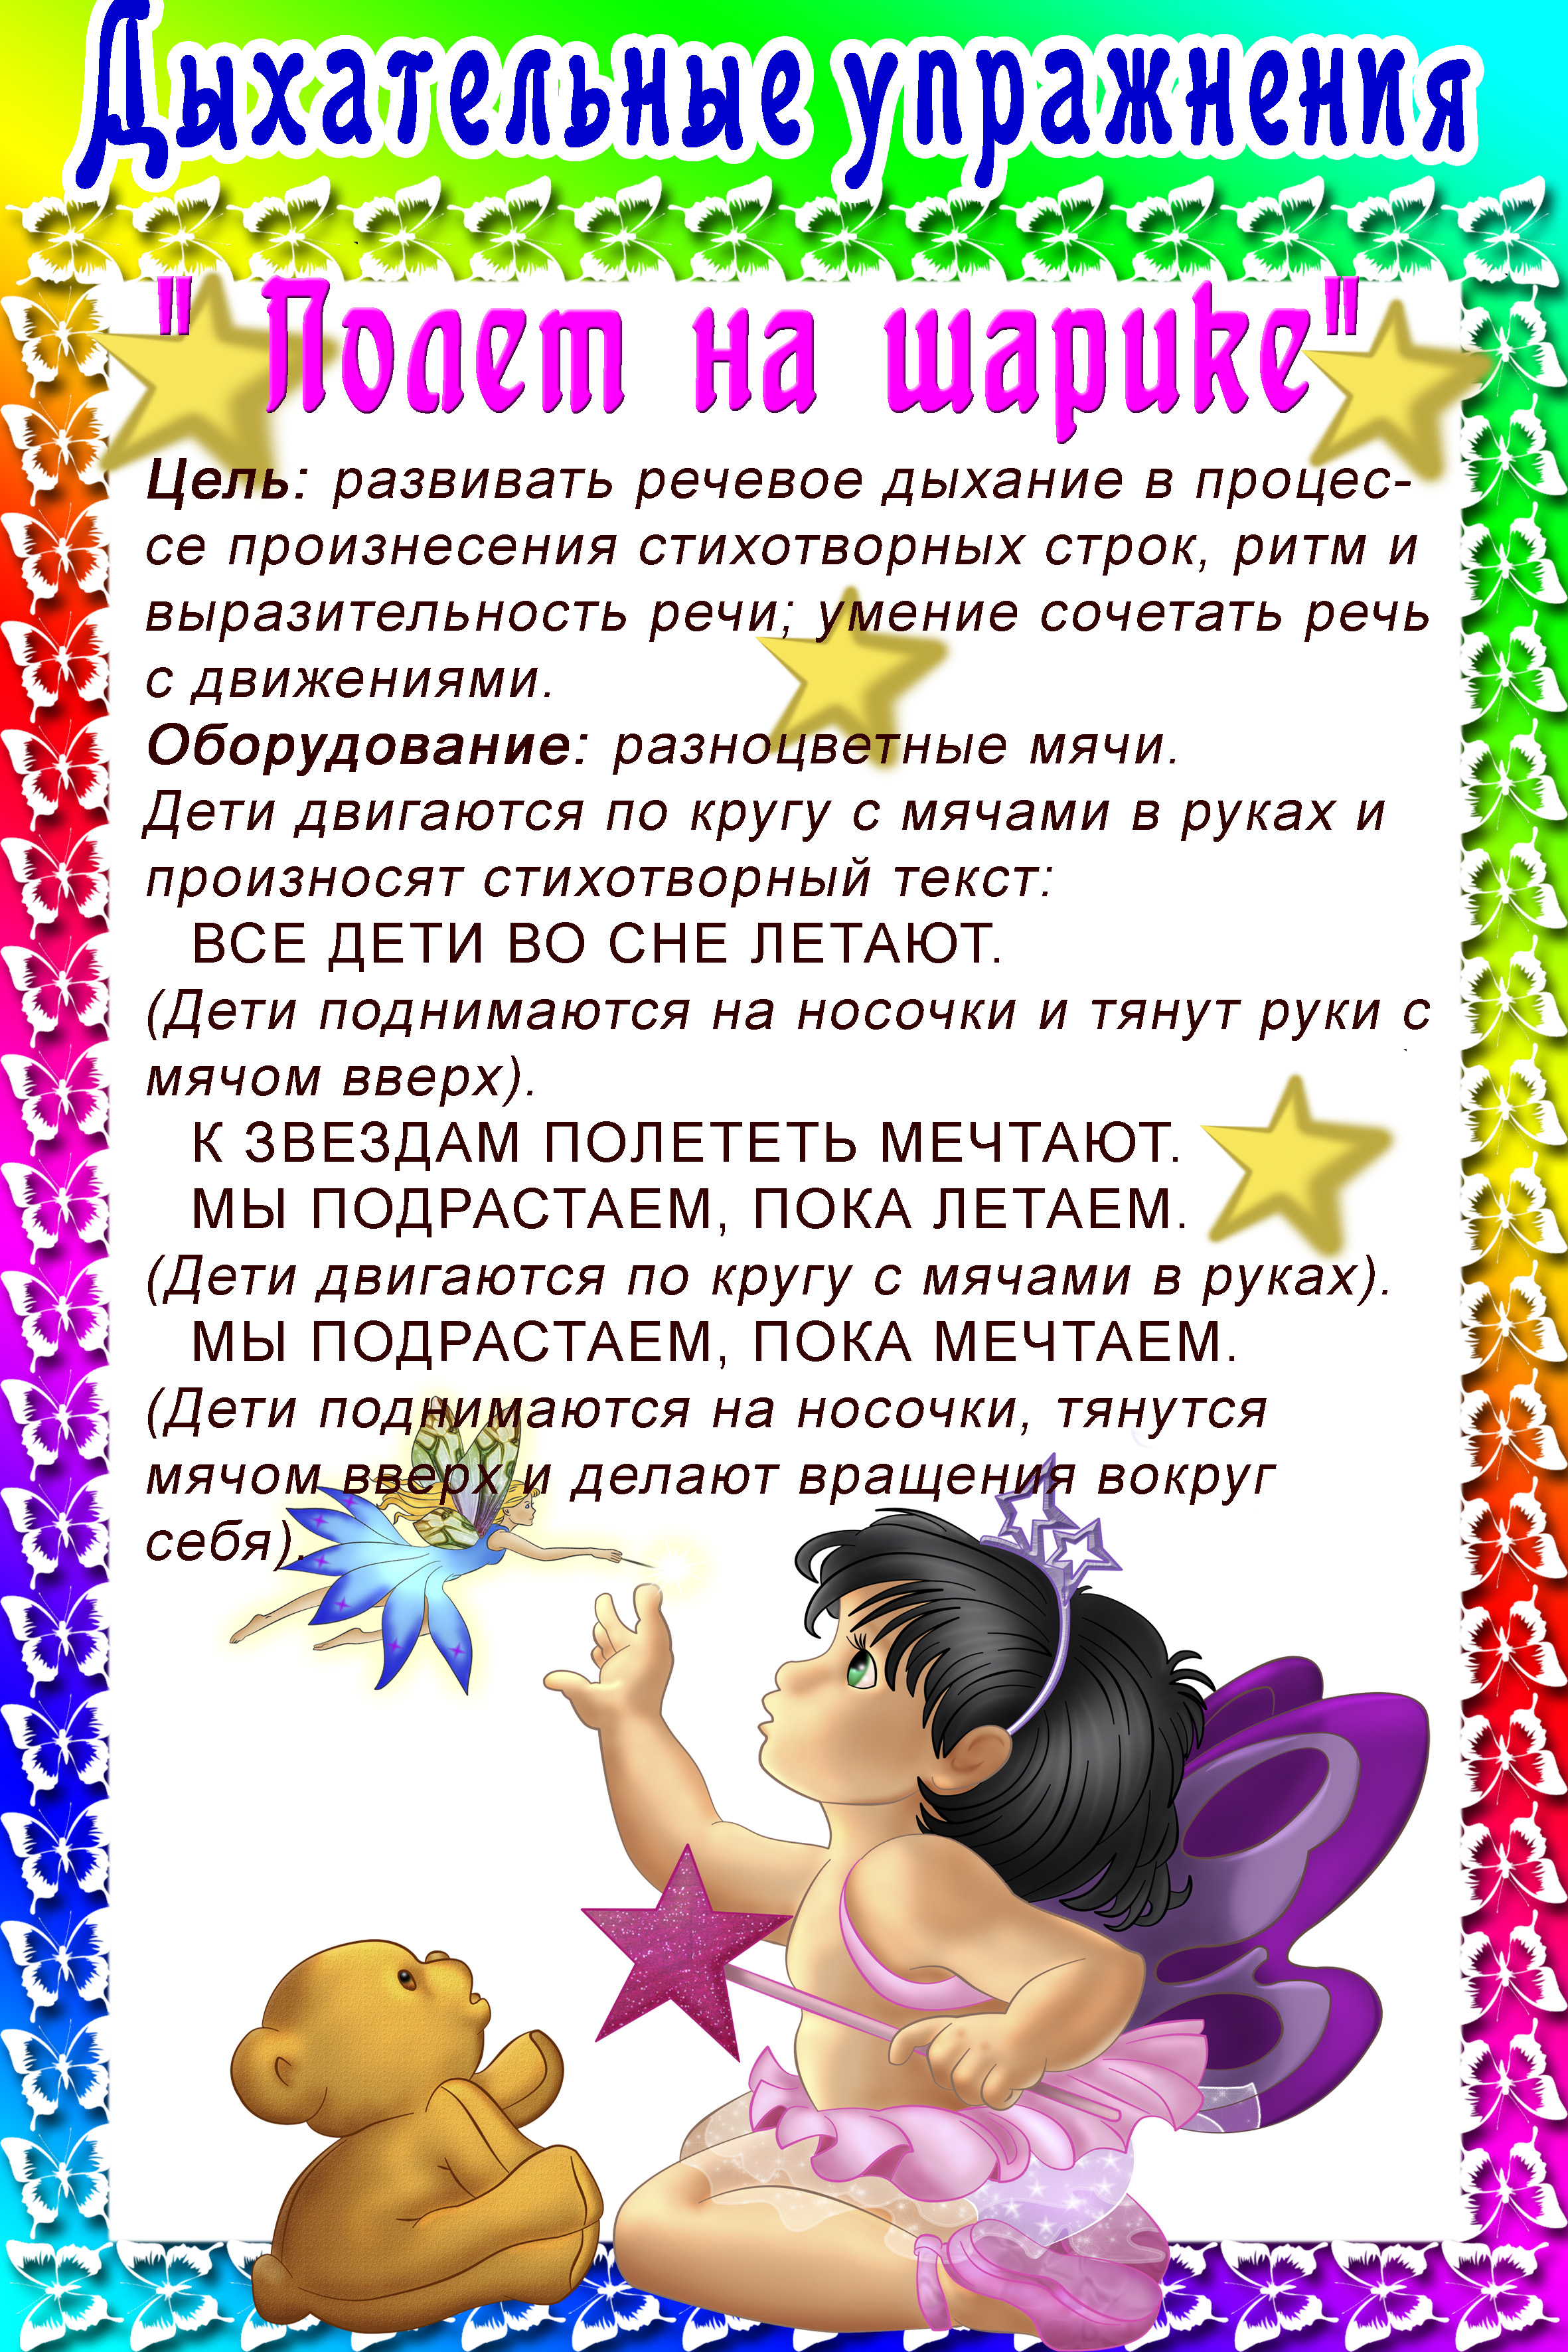 Дыхательные упражнения
" Полет на шарике"
Цель: развивать речевое дыхание в процес-
се произнесения стихотворных строк, ритм и
выразительность речи; умение сочетать речь
с движениями.
Оборудование: разноцветные мячи.
Дети двигаются по кругу с мячами в руках и
произносят стихотворный текст:
ВСЕ ДЕТИ ВО СНЕ ЛЕТАЮТ.
(Дети поднимаются на носочки и тянут руки с
мячом вверх).
К ЗВЕЗДАМ ПОЛЕТЕТЬ МЕЧТАЮТ.
МЫ ПОДРАСТАЕМ, ПОКА ЛЕТАЕМ.
(Дети двигаются по кругу с мячами в руках).
МЫ ПОДРАСТАЕМ, ПОКА МЕЧТАЕМ.
(Дети поднимаются на носочки, тянутся
мячом вверх и делают вращения вокруг
себя).